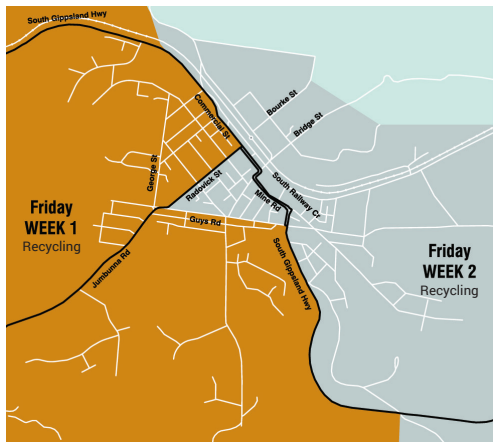 South Gippsland Hwy
Bourke St
Commercial St
Bridge St
George St
Radovick St
South Railway Cr
Mine Rd
Friday
WEEK 1
Recycling
Guys Rd
Jumbunna Rd
South Gippsland Hwy
Friday
WEEK 2
Recycling